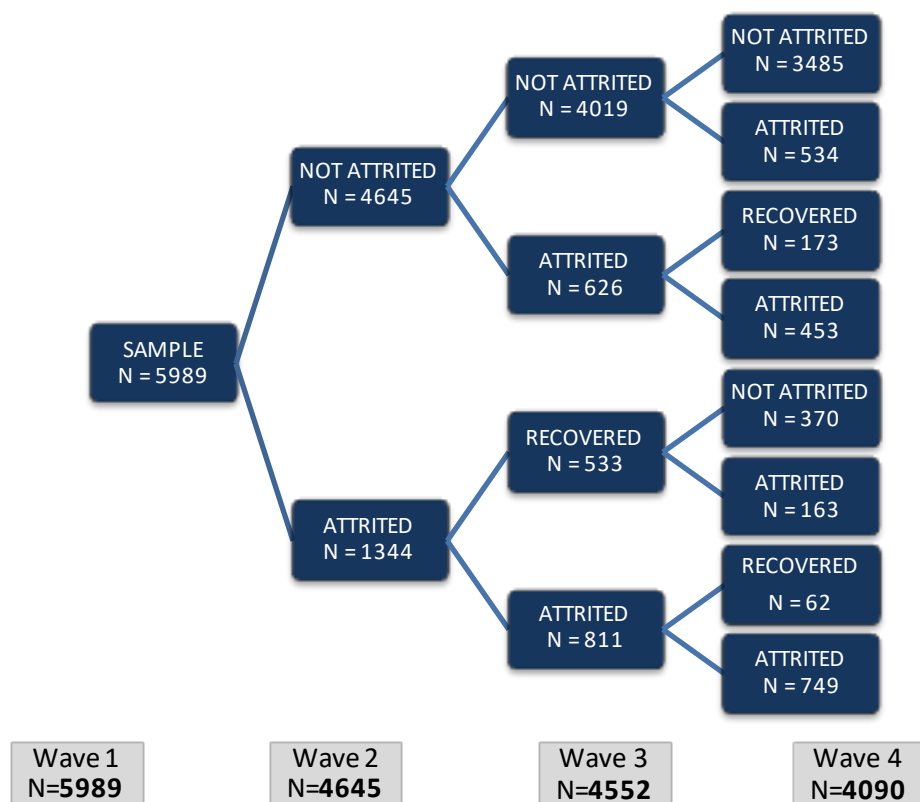 SAMPLE
N = 5989
NOT ATTRITED
N = 4645
ATTRITED
N = 1344
NOT ATTRITED
N = 4019
ATTRITED
N = 626
RECOVERED
N = 533
ATTRITED
N = 811
NOT ATTRITED
N = 3485
ATTRITED
N = 534
RECOVERED
N = 173
ATTRITED
N = 453
NOT ATTRITED
N = 370
ATTRITED
N = 163
RECOVERED
N = 62
ATTRITED
N = 749
Wave 1
N=5989
Wave 2
N=4645
Wave 3
N=4552
Wave 4
N=4090